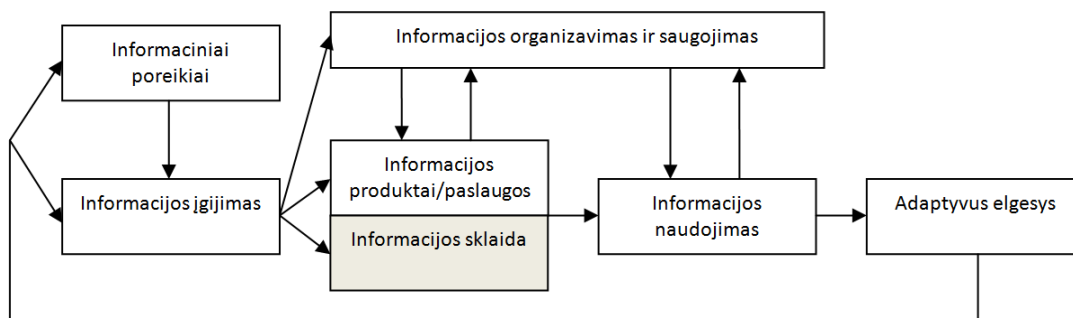 Informaciniai
poreikiai
Informacijos organizavimas ir saugojimas
Informacijos įgijimas
Informacijos
produktai/paslaugos
Informacijos sklaida
Informacijos
naudojimas
Adaptyvus elgesys